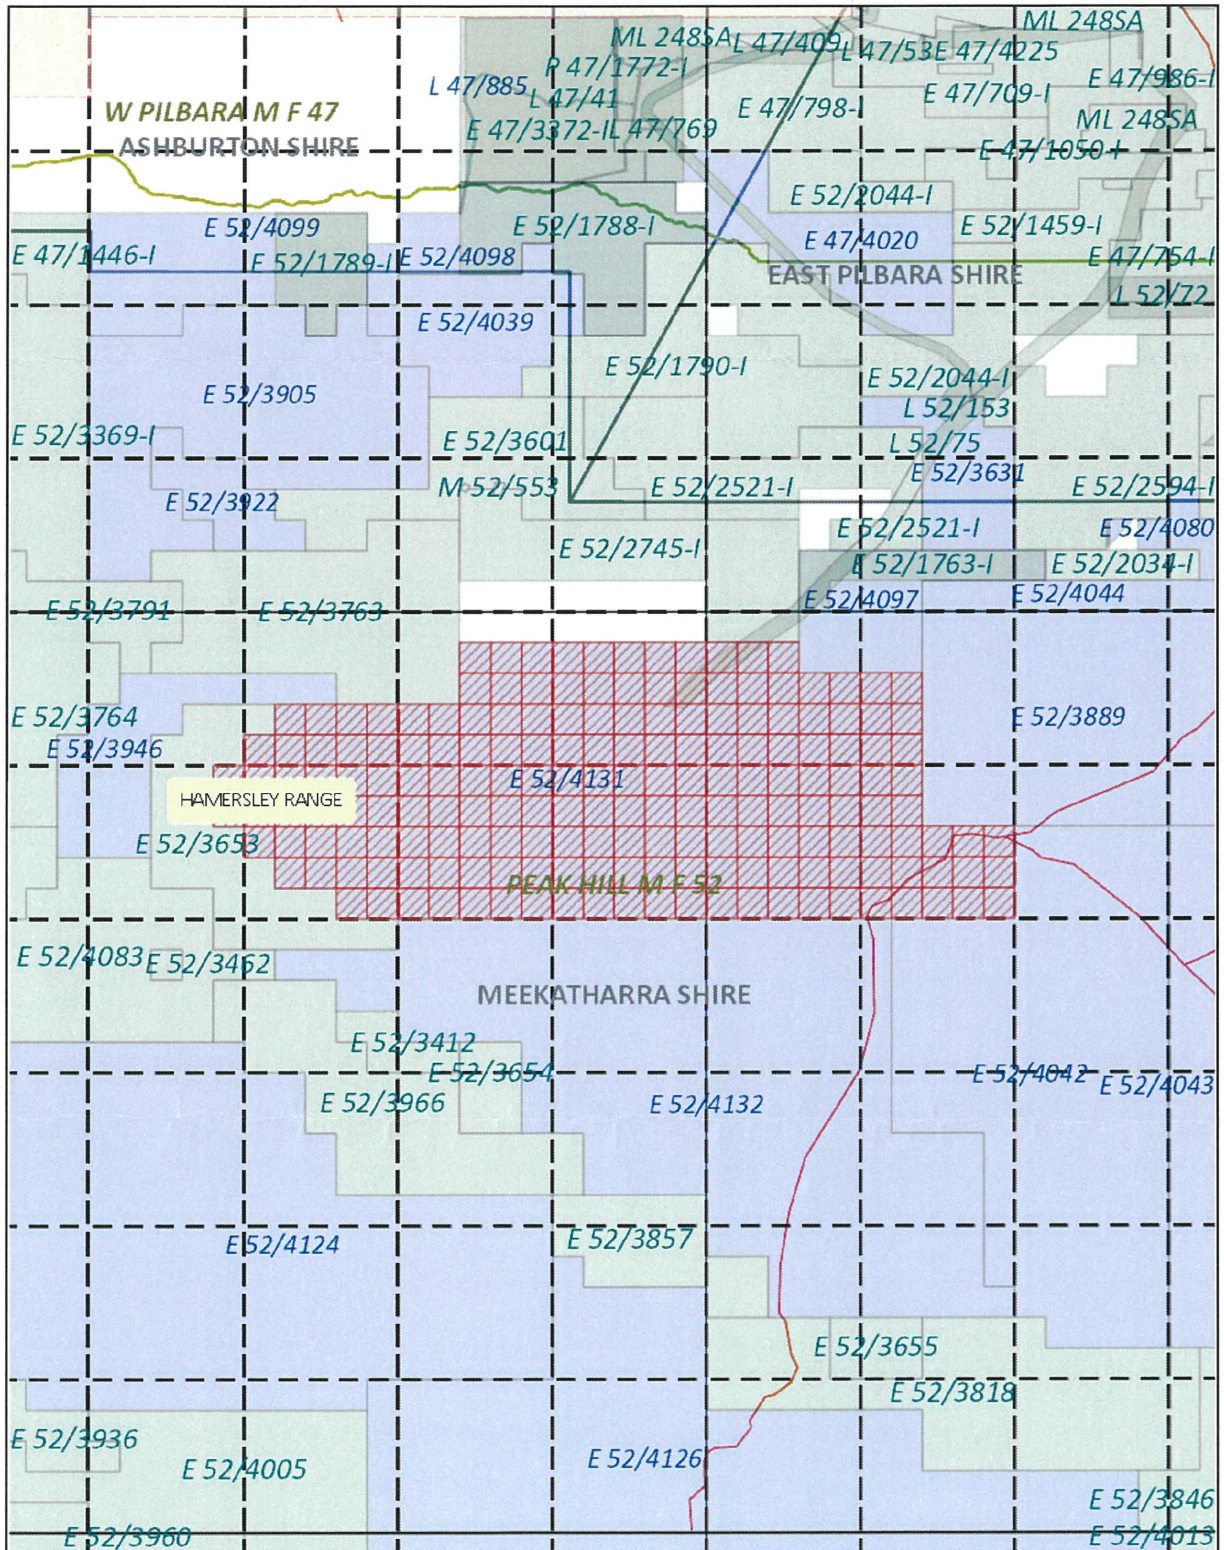 ML 248SA
ML 248SA L 47/409 L 47/53 E 47/4225
P 47/1772-I
L 47/885
E 47/986-I
L 47/41
E 47/798-I
E 47/709-I
W PILBARA M F 47
E 47/3372-I L 47/769
ML 248SA
ASHBURTON SHIRE
E 47/1050-I
E 52/2044-I
E 52/4099
E 52/1788-I
E 52/1459-I
E 47/4020
E 47/1446-I
E 52/1789-I
E 52/4098
E 47/754-I
EAST PILBARA SHIRE
L 52/72
E 52/4039
E 52/1790-I
E 52/2044-I
E 52/3905
L 52/153
E 52/3369-I
E 52/3601
L 52/75
E 52/3631
M 52/553
E 52/2521-I
E 52/2594-I
E 52/3922
E 52/2521-I
E 52/4080
E 52/2745-I
E 52/1763-I
E 52/2034-I
E 52/4097
E 52/4044
E 52/3791
E 52/3763
E 52/3764
E 52/3889
E 52/3946
E 52/4131
HAMERSLEY RANGE
E 52/3653
PEAK HILL M F 52
E 52/4083
E 52/3462
MEEKATHARRA SHIRE
E 52/3412
E 52/3654
E 52/4042
E 52/4043
E 52/3966
E 52/4132
E 52/4124
E 52/3857
E 52/3655
E 52/3818
E 52/3936
E 52/4005
E 52/4126
E 52/3846
E 52/3960
E 52/4013